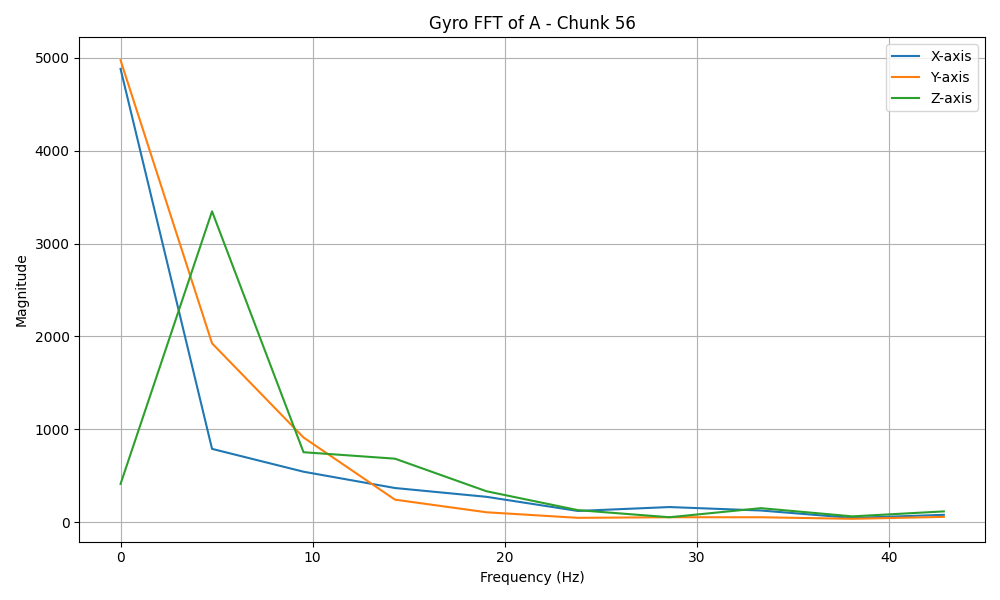 Gyro FFT of A - Chunk 56
X-axis
Y-axis
Z-axis
5000
4000
3000
2000
1000
0
Magnitude
0 10 20 30 40
Frequency (Hz)